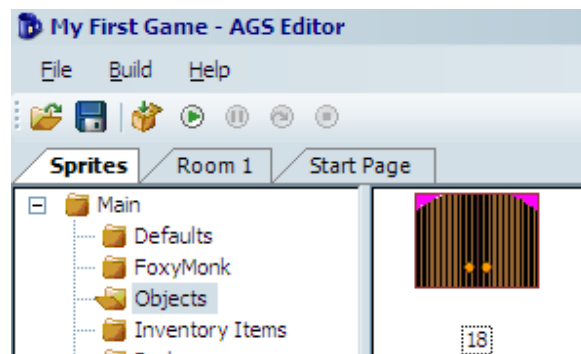 My First Game - AGS Editor
File Build Help
Sprites Room 1 Start Page
Main
Defaults
FoxyMonk
Objects
Inventory Items
18